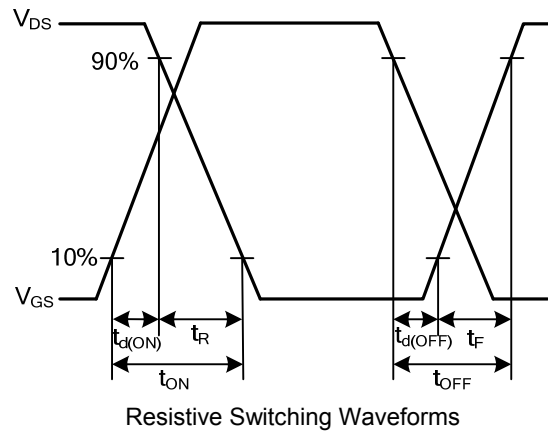 VDS
90%
10%
VGS
td(ON) tR td(OFF) tF
tON tOFF
Resistive Switching Waveforms